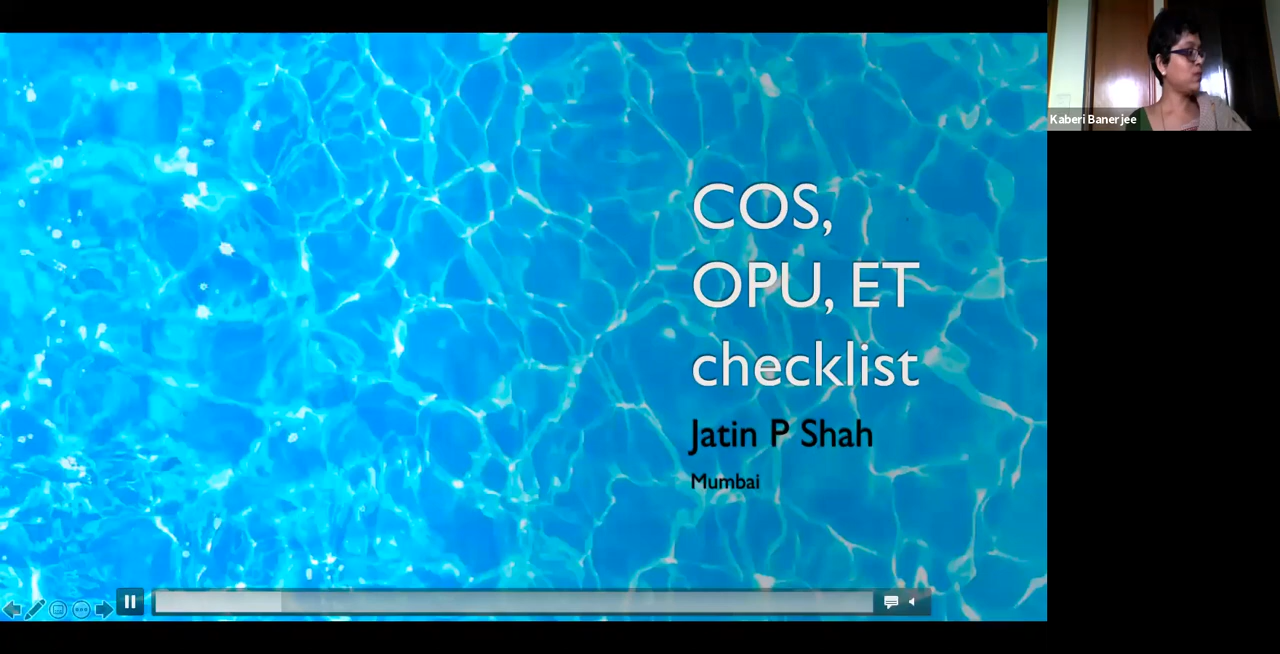 COS,
OPU, ET
checklist
Jatin P Shah
Mumbai
Kaberi Banerjee